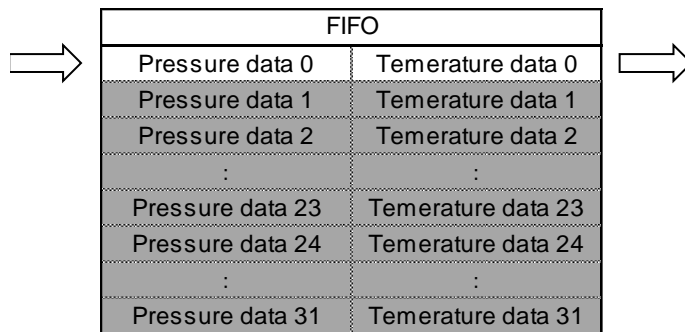 FIFO
Pressure data 0 Temerature data 0
Pressure data 1 Temerature data 1
Pressure data 2 Temerature data 2
: :
Pressure data 23 Temerature data 23
Pressure data 24 Temerature data 24
: :
Pressure data 31 Temerature data 31